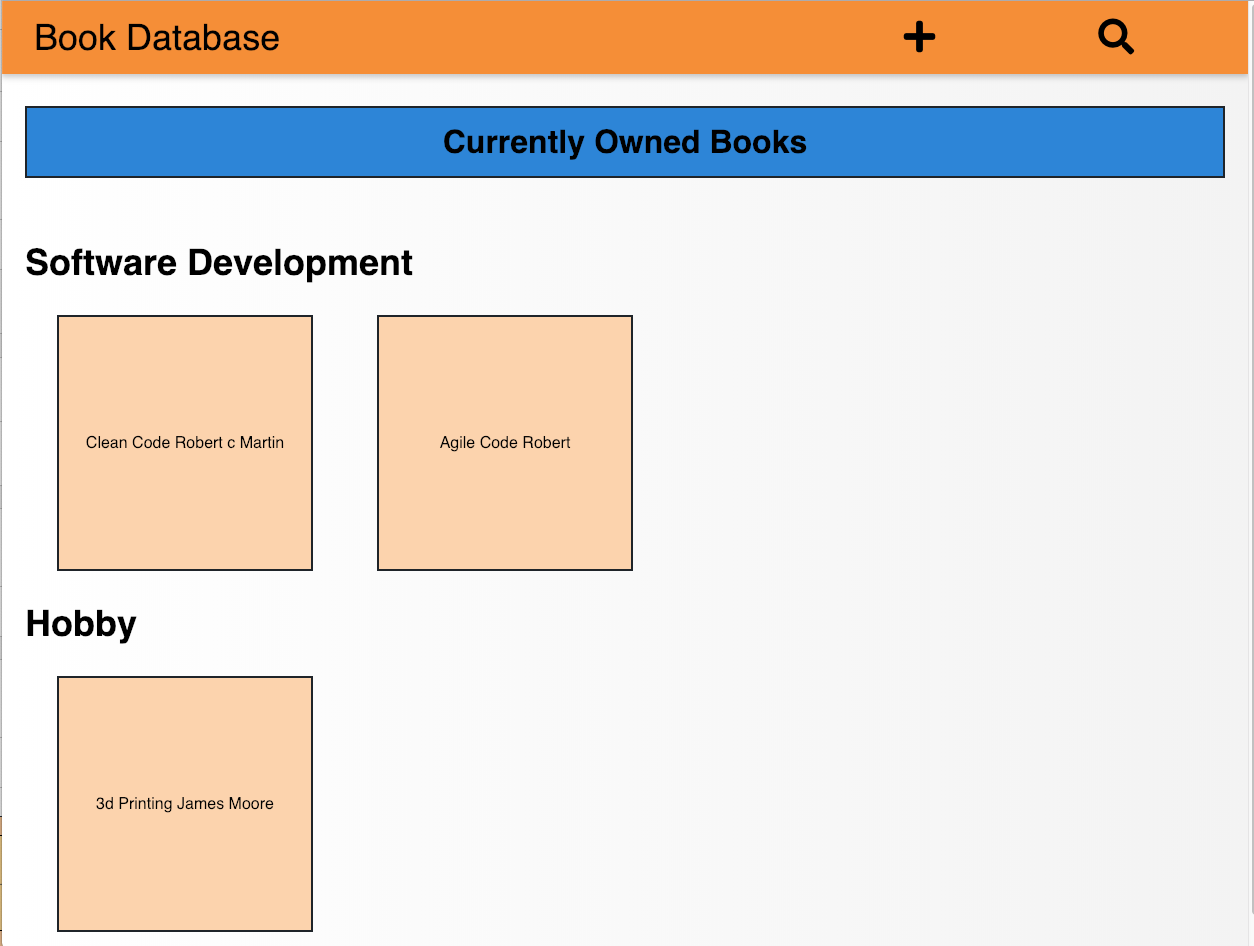 Book Database
Currently Owned Books
Software Development
Clean Code Robert c Martin
Agile Code Robert
Hobby
3d Printing James Moore